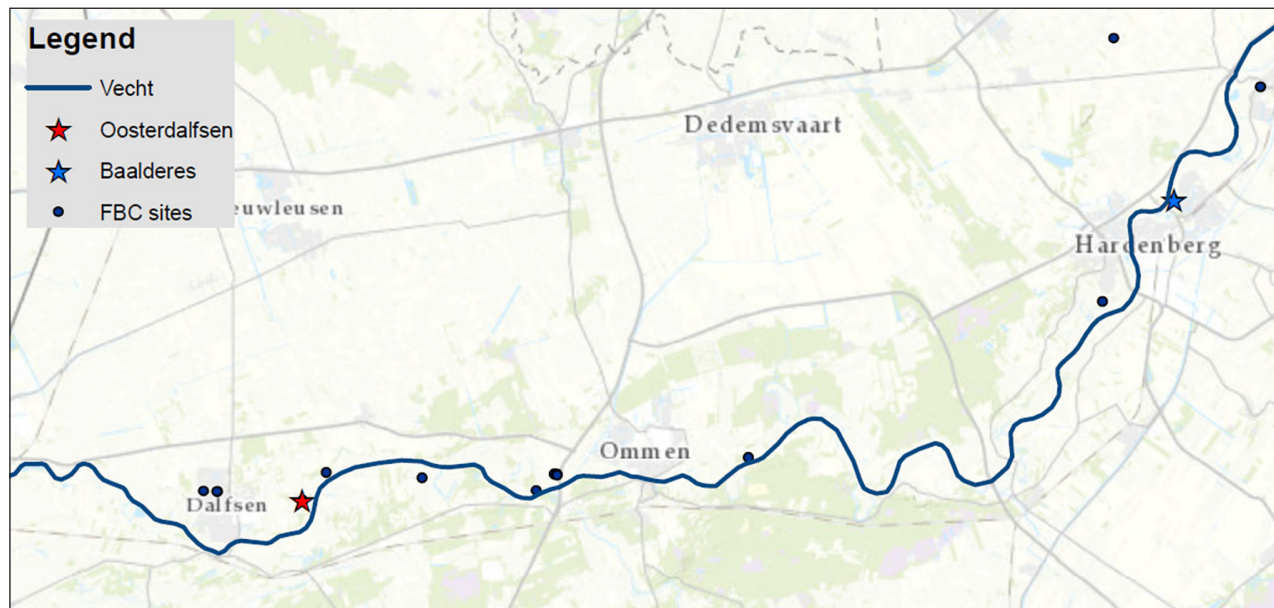 Legend
Vecht
Oosterdalfsen
Baalderes
FBC sites
Dedemsvaart
euwleusen
Hardenberg
Ommen
Dalfsen